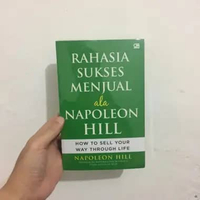 RAHASIA
SUKSES
MENJUAL
ala
NAPOLEON
HILL
HOW TO SELL YOUR
WAY THROUGH LIFE
NAPOLEON HILL